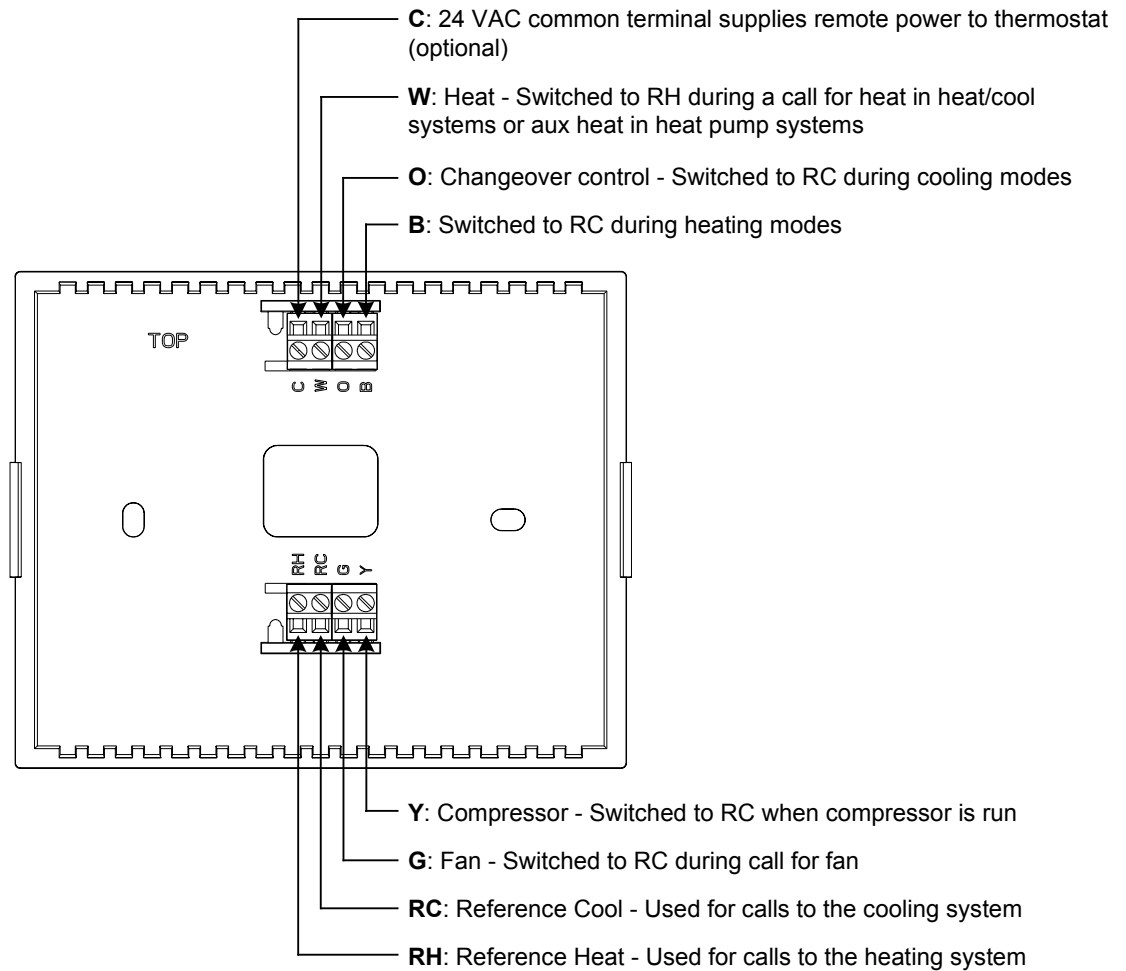 C: 24 VAC common terminal supplies remote power to thermostat
(optional)
W: Heat - Switched to RH during a call for heat in heat/cool
systems or aux heat in heat pump systems
O: Changeover control - Switched to RC during cooling modes
B: Switched to RC during heating modes
TOP
C W O B
RH RC G Y
Y: Compressor - Switched to RC when compressor is run
G: Fan - Switched to RC during call for fan
RC: Reference Cool - Used for calls to the cooling system
RH: Reference Heat - Used for calls to the heating system